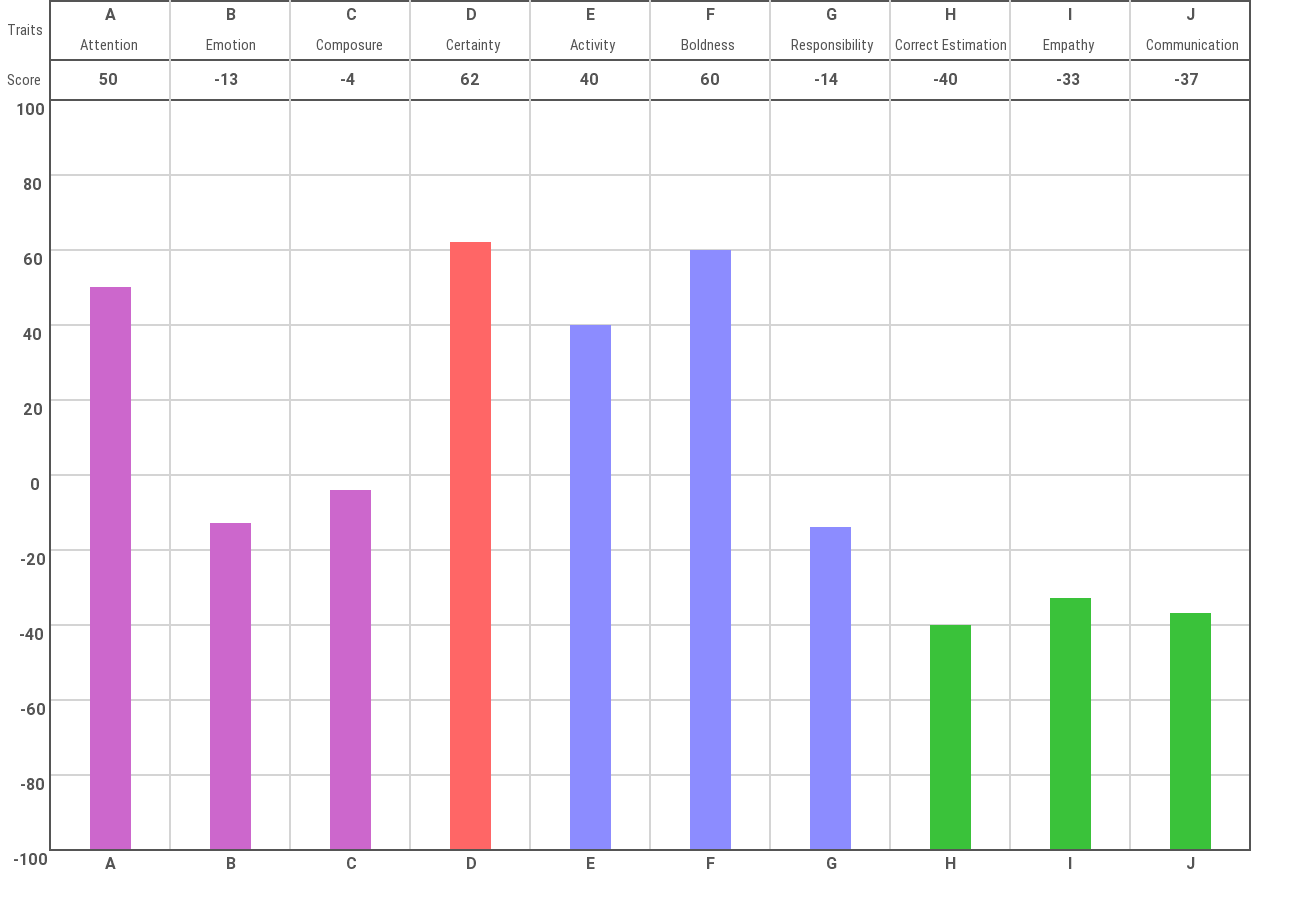 A B C D E F G H I J
Traits
Attention Emotion Composure Certainty Activity Boldness Responsibility Correct Estimation Empathy Communication
Score 50 -13 -4 62 40 60 -14 -40 -33 -37
100
80
60
40
20
0
-20
-40
-60
-80
-100
A B C D E F G H I J